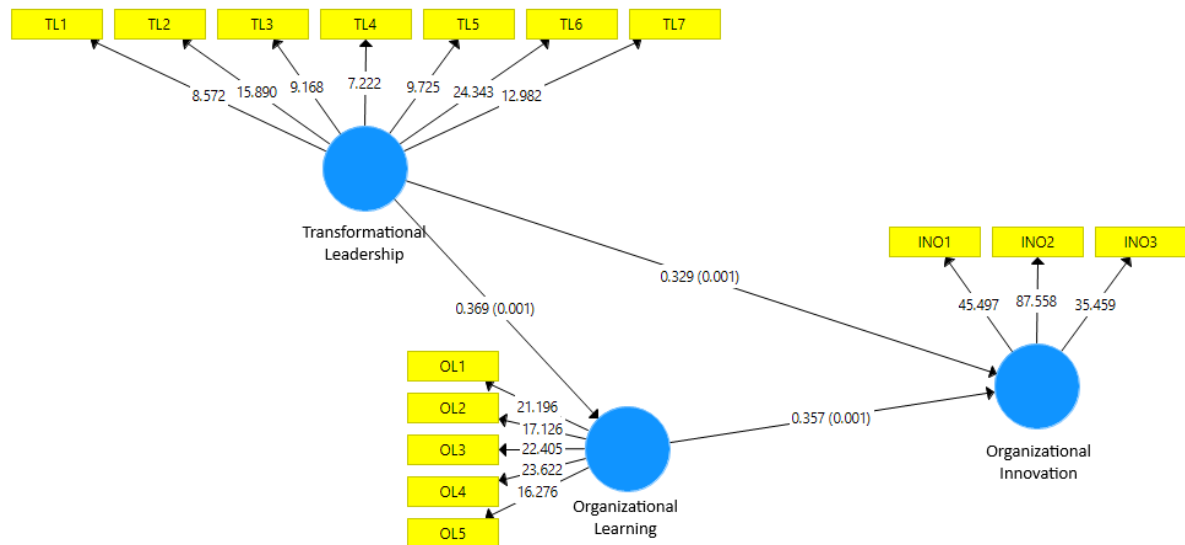 TL1 TL2 TL3 TL4 TL5 TL6 TL7
8.572 15.890 9.168 7.222 9.725 24.343 12.982
Transformational
Leadership
INO1 INO2 INO3
0.329 (0.001)
45.497 87.558 35.459
0.369 (0.001)
OL1
OL2
OL3
OL4
OL5
21.196
17.126
22.405
23.622
16.276
0.357 (0.001)
Organizational
Innovation
Organizational
Learning